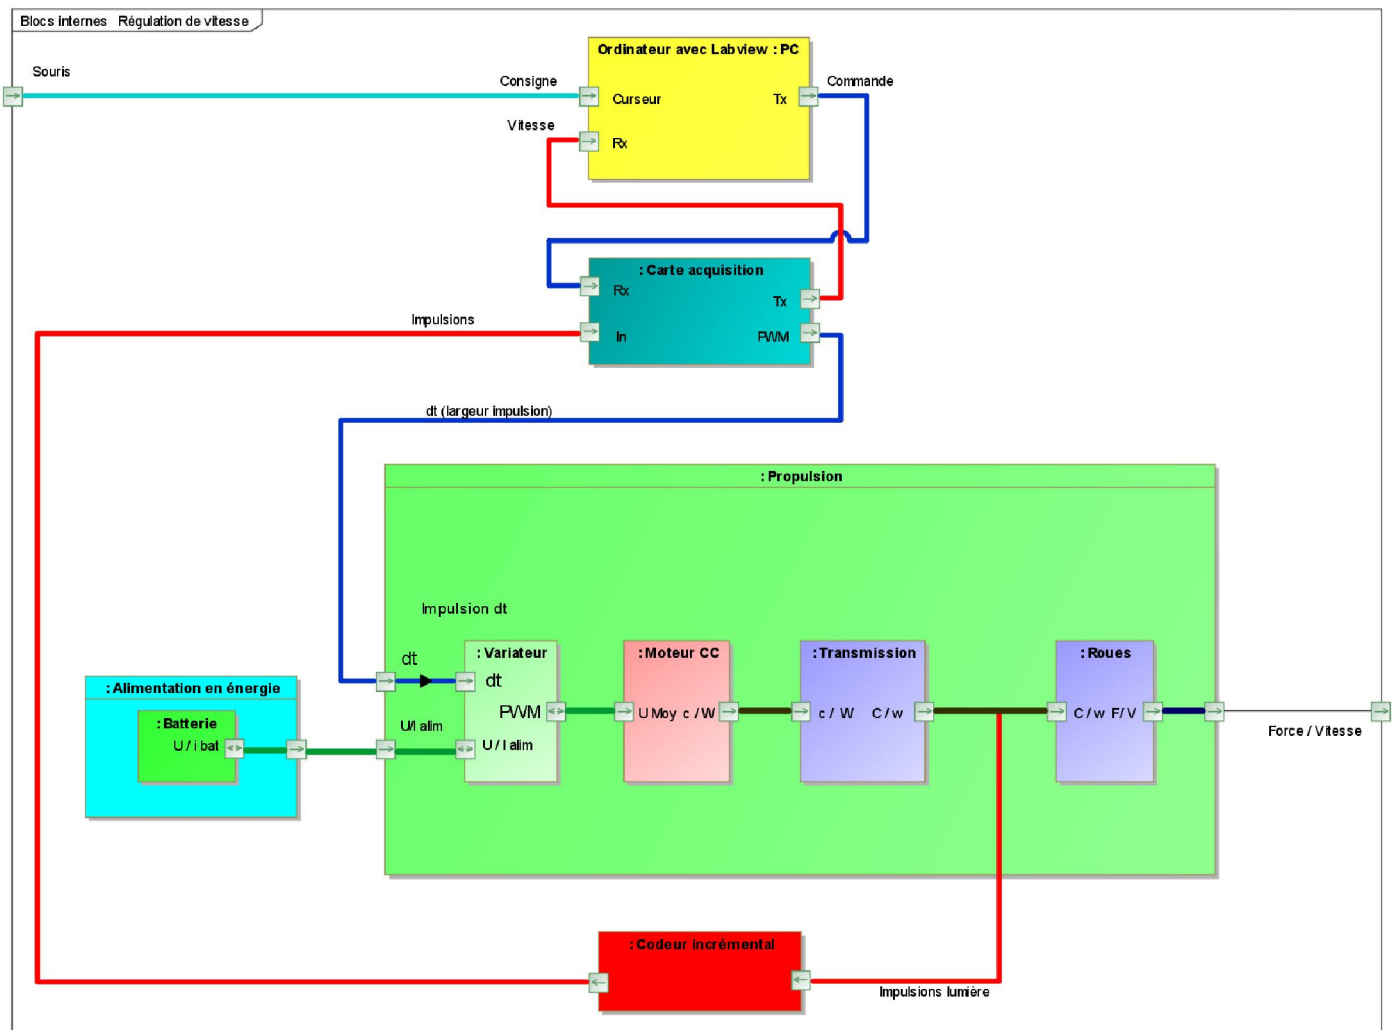 Blocs internes Régulation de vitesse
Souris
Consigne
Ordinateur avec Labview : PC
Commande
Curseur
Tx
Vitesse
Rx
: Carte acquisition
Rx
Tx
Impulsions
In
PWM
dt (largeur impulsion)
: Propulsion
Impulsion dt
dt
: Variateur
: Moteur CC
: Transmission
: Roues
dt
: Alimentation en énergie
: Batterie
U / i bat
U/I alim
PWM
U / I alim
U Moy
c / W
c / W
C / w
C / w
F / V
Force / Vitesse
: Codeur incrémental
Impulsions lumière